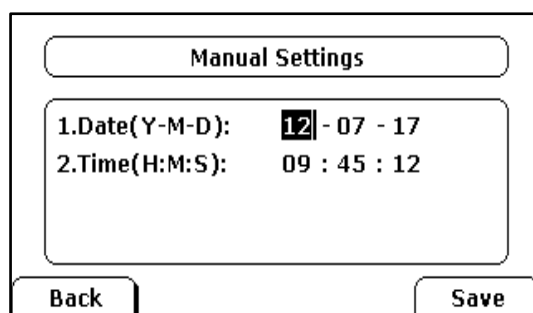 Manual Settings
1.Date(Y-M-D): 12 - 07 - 17
2.Time(H:M:S): 09 : 45 : 12
Back Save